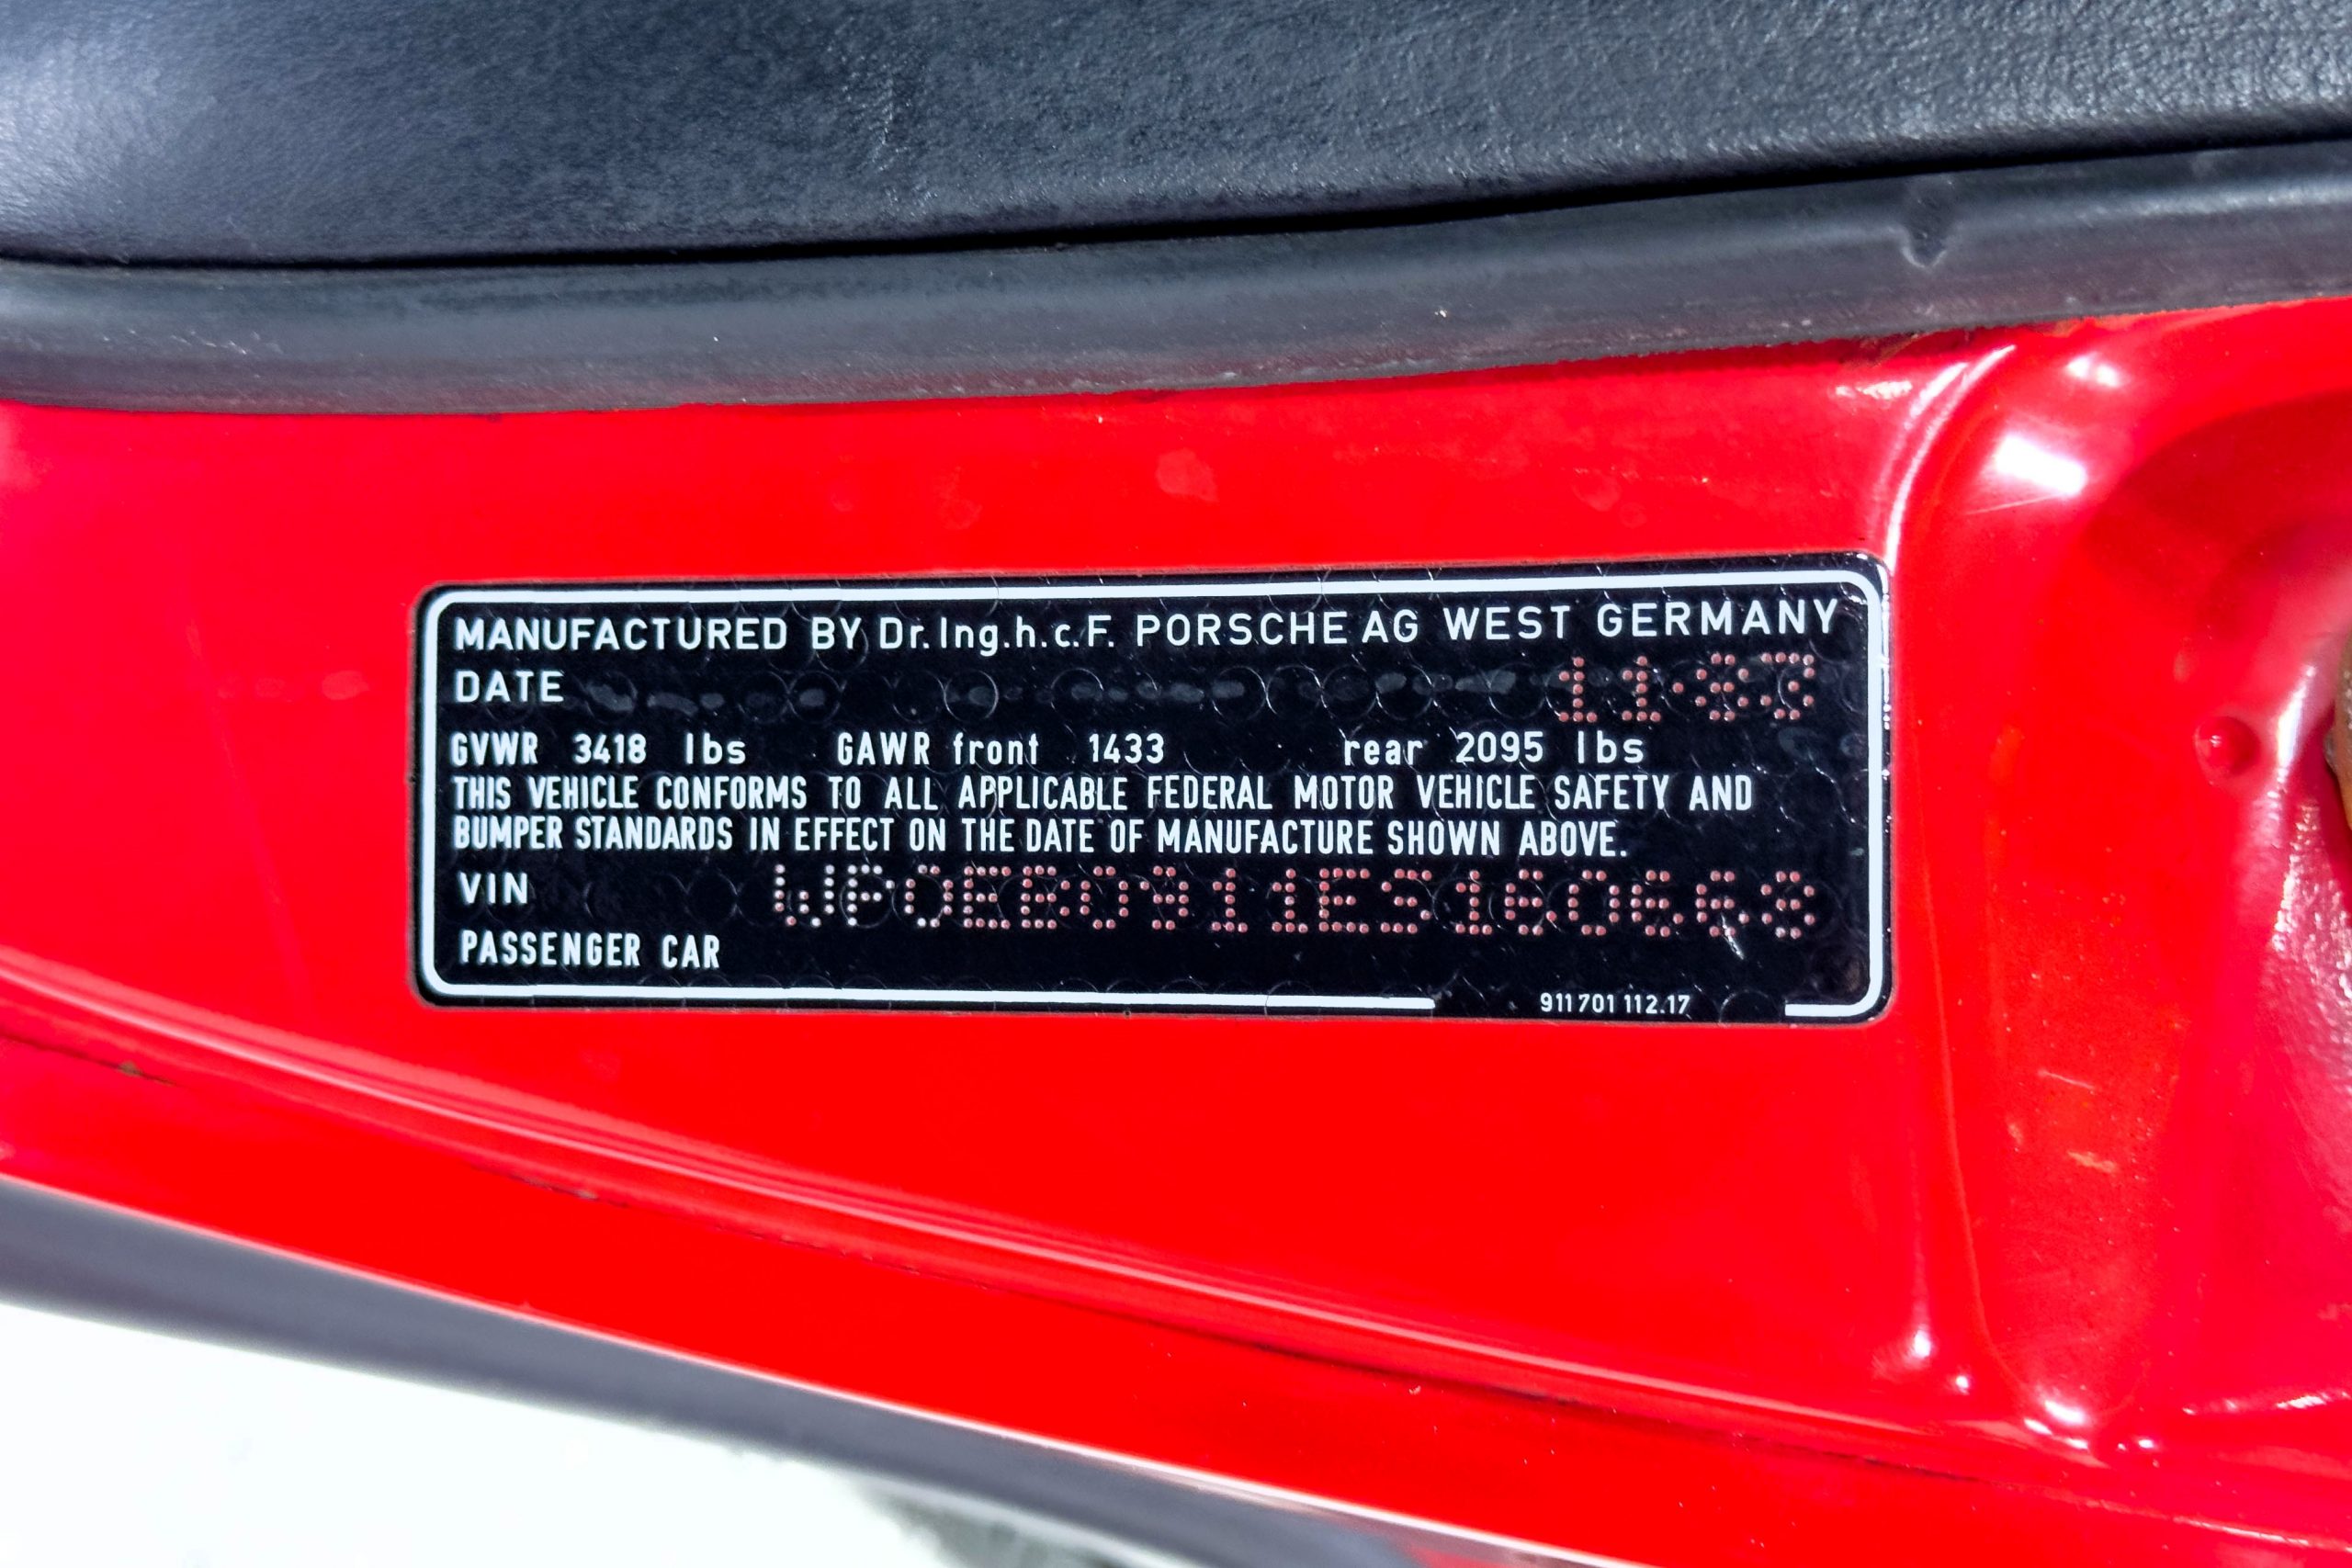 MANUFACTURED BY Dr.Ing.h.c.F. PORSCHE AG WEST GERMANY
DATE 11·83
GVWR 3418 lbs GAWR front 1433 rear 2095 lbs
THIS VEHICLE CONFORMS TO ALL APPLICABLE FEDERAL MOTOR VEHICLE SAFETY AND
BUMPER STANDARDS IN EFFECT ON THE DATE OF MANUFACTURE SHOWN ABOVE.
VIN WP0EB0911ES160668
PASSENGER CAR
911 701 112.17